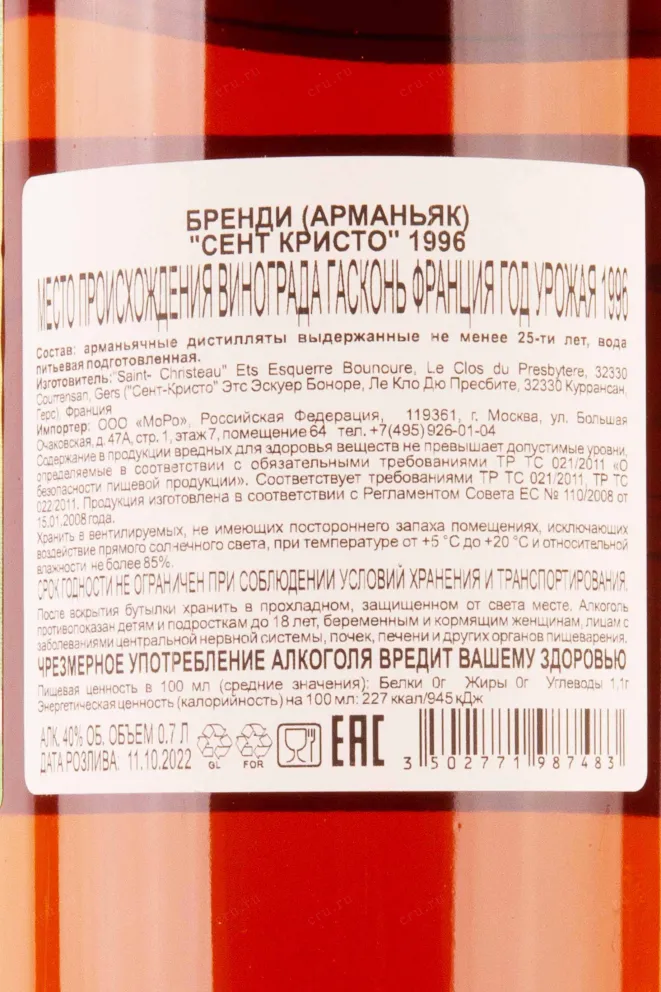 БРЕНДИ (АРМАНЬЯК)
"СЕНТ КРИСТО" 1996
МЕСТО ПРОИСХОЖДЕНИЯ ВИНОГРАДА ГАСКОНЬ ФРАНЦИЯ ГОД УРОЖАЯ 1996
Состав: арманьячные дистилляты выдержанные не менее 25-ти лет, вода
питьевая подготовленная.
Изготовитель:"Saint- Christeau" Ets Esquerre Bounoure, Le Clos du Presbytere, 32330
Courrensan, Gers ("Сент-Кристо" Этс Эскуер Боноре, Ле Кло Дю Пресбите, 32330 Куррансан,
Герс), Франция
Импортер: ООО «МоРо», Российская Федерация, 119361, г. Москва, ул. Большая
Очаковская, д. 47А, стр. 1, этаж 7, помещение 64 тел. +7(495) 926-01-04
Содержание в продукции вредных для здоровья веществ не превышает допустимые уровни,
определяемые в соответствии с обязательными требованиями ТР ТС 021/2011 «О
безопасности пищевой продукции». Соответствует требованиями ТР ТС 021/2011, ТР ТС
022/2011. Продукция изготовлена в соответствии с Регламентом Совета ЕС № 110/2008 от
15.01.2008 года.
Хранить в вентилируемых, не имеющих постороннего запаха помещениях, исключающих
воздействие прямого солнечного света, при температуре от +5 °С до +20 °С и относительной
влажности не более 85%.
СРОК ГОДНОСТИ НЕ ОГРАНИЧЕН ПРИ СОБЛЮДЕНИИ УСЛОВИЙ ХРАНЕНИЯ И ТРАНСПОРТИРОВАНИЯ.
После вскрытия бутылки хранить в прохладном, защищенном от света месте. Алкоголь
противопоказан детям и подросткам до 18 лет, беременным и кормящим женщинам, лицам с
заболеваниями центральной нервной системы, почек, печени и других органов пищеварения.
ЧРЕЗМЕРНОЕ УПОТРЕБЛЕНИЕ АЛКОГОЛЯ ВРЕДИТ ВАШЕМУ ЗДОРОВЬЮ
Пищевая ценность в 100 мл (средние значения): Белки 0г Жиры 0г Углеводы 1,1г
Энергетическая ценность (калорийность) на 100 мл: 227 ккал/945 кДж
АЛК. 40% ОБ. ОБЪЕМ 0.7 Л
ДАТА РОЗЛИВА: 11.10.2022
GL FOR
EAC
3 502771 987483
cru.ru